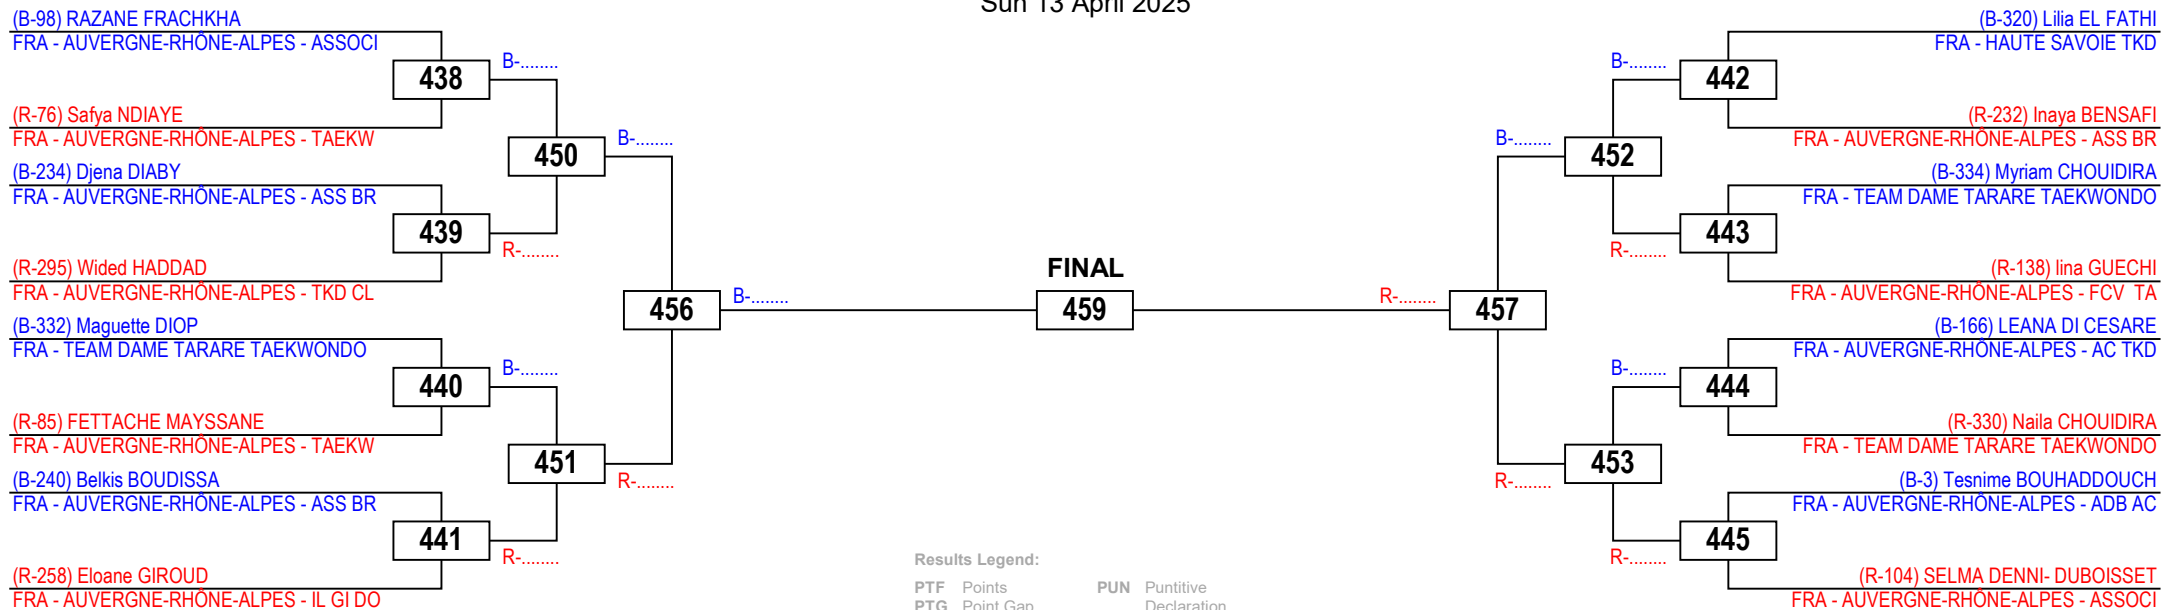 Sun 13 April 2025
(B-98) RAZANE FRACHKHA
FRA - AUVERGNE-RHÔNE-ALPES - ASSOCI
438
(R-76) Safya NDIAYE
FRA - AUVERGNE-RHÔNE-ALPES - TAEKW
B-........
450
(B-234) Djena DIABY
FRA - AUVERGNE-RHÔNE-ALPES - ASS BR
439
R-........
(R-295) Wided HADDAD
FRA - AUVERGNE-RHÔNE-ALPES - TKD CL
B-........
456
B-........
(B-332) Maguette DIOP
FRA - TEAM DAME TARARE TAEKWONDO
440
B-........
(R-85) FETTACHE MAYSSANE
FRA - AUVERGNE-RHÔNE-ALPES - TAEKW
451
R-........
(B-240) Belkis BOUDISSA
FRA - AUVERGNE-RHÔNE-ALPES - ASS BR
441
R-........
(R-258) Eloane GIROUD
FRA - AUVERGNE-RHÔNE-ALPES - IL GI DO
FINAL
459
(B-320) Lilia EL FATHI
FRA - HAUTE SAVOIE TKD
B-........
442
(R-232) Inaya BENSAFI
FRA - AUVERGNE-RHÔNE-ALPES - ASS BR
B-........
452
(B-334) Myriam CHOUIDIRA
FRA - TEAM DAME TARARE TAEKWONDO
443
R-........
(R-138) lina GUECHI
FRA - AUVERGNE-RHÔNE-ALPES - FCV TA
R-........
457
(B-166) LEANA DI CESARE
FRA - AUVERGNE-RHÔNE-ALPES - AC TKD
B-........
444
(R-330) Naila CHOUIDIRA
FRA - TEAM DAME TARARE TAEKWONDO
453
R-........
(B-3) Tesnime BOUHADDOUCH
FRA - AUVERGNE-RHÔNE-ALPES - ADB AC
445
R-........
(R-104) SELMA DENNI- DUBOISSET
FRA - AUVERGNE-RHÔNE-ALPES - ASSOCI
Results Legend:
PTF Points PUN Puntitive
PTG Point Gap Declaration